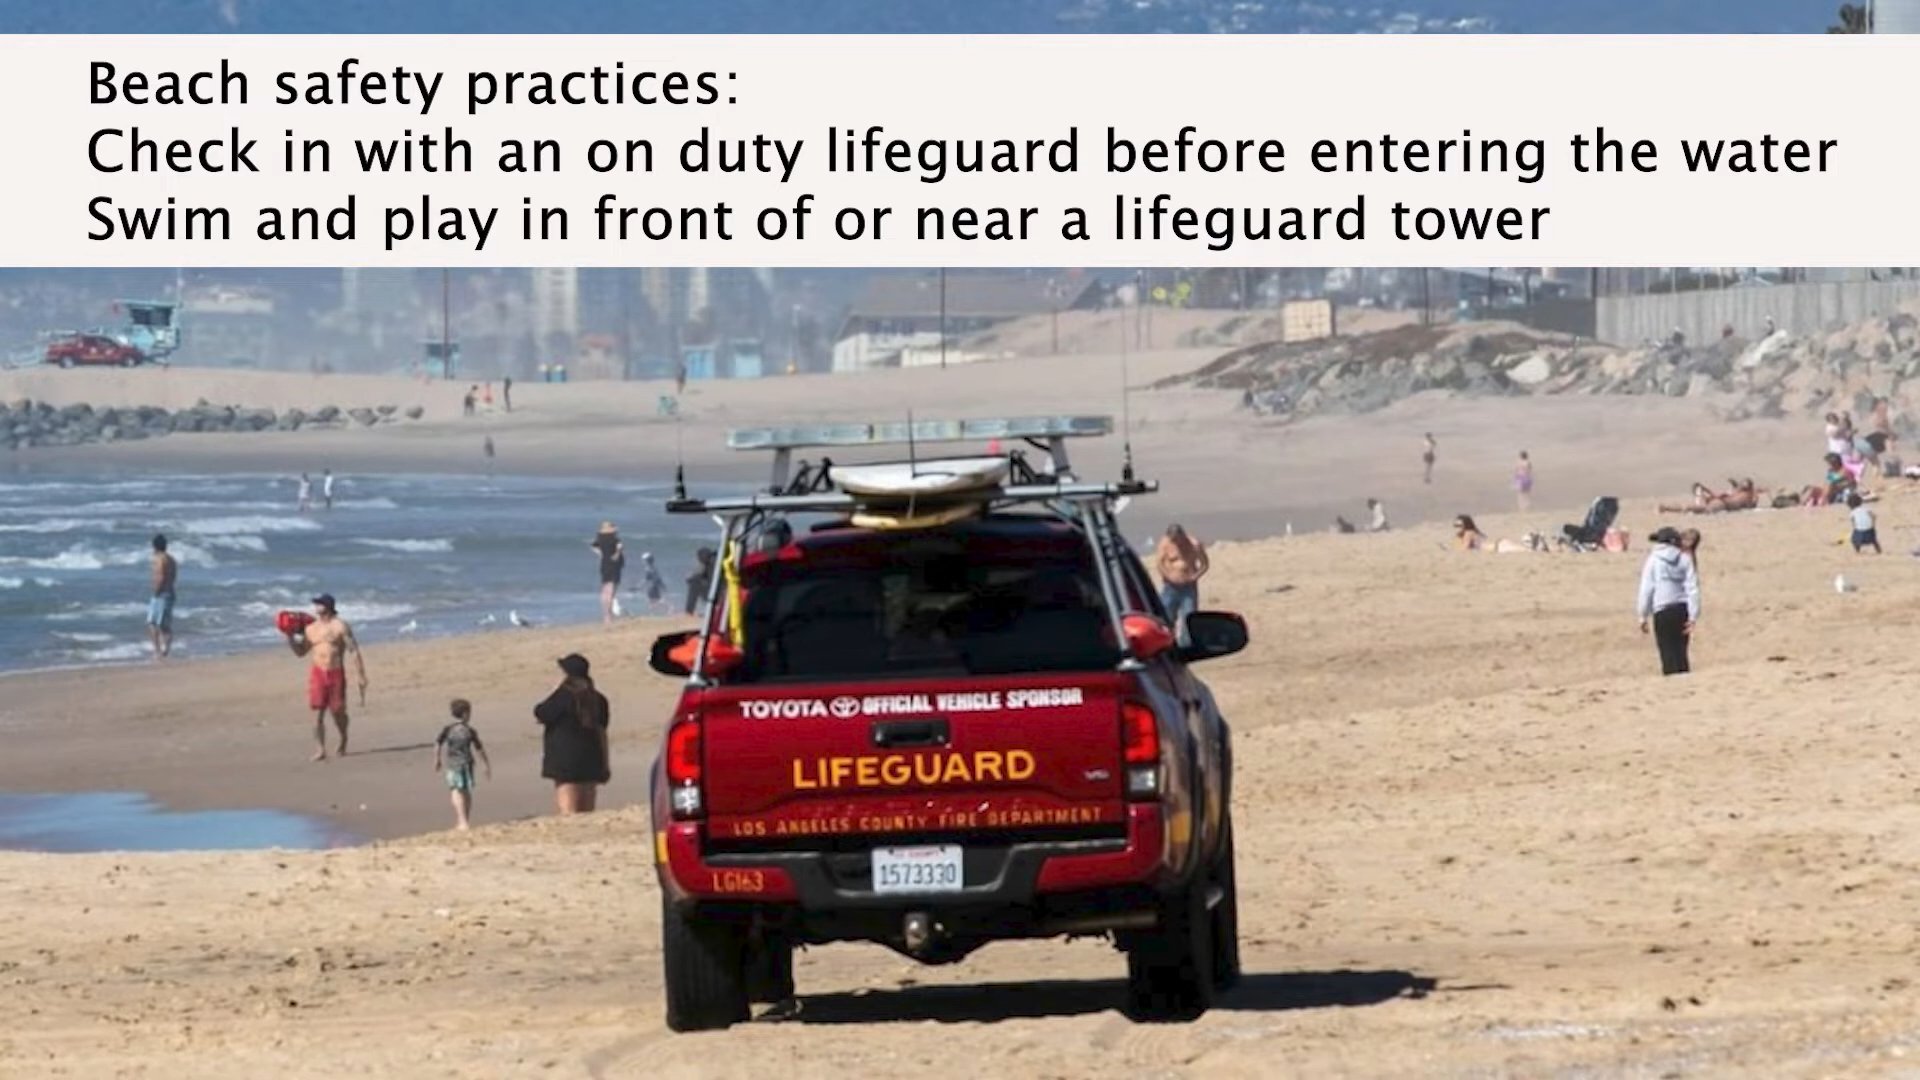 Beach safety practices:
Check in with an on duty lifeguard before entering the water
Swim and play in front of or near a lifeguard tower
TOYOTA OFFICIAL VEHICLE SPONSOR
LIFEGUARD
V6
LOS ANGELES COUNTY FIRE DEPARTMENT
LG163
1573330